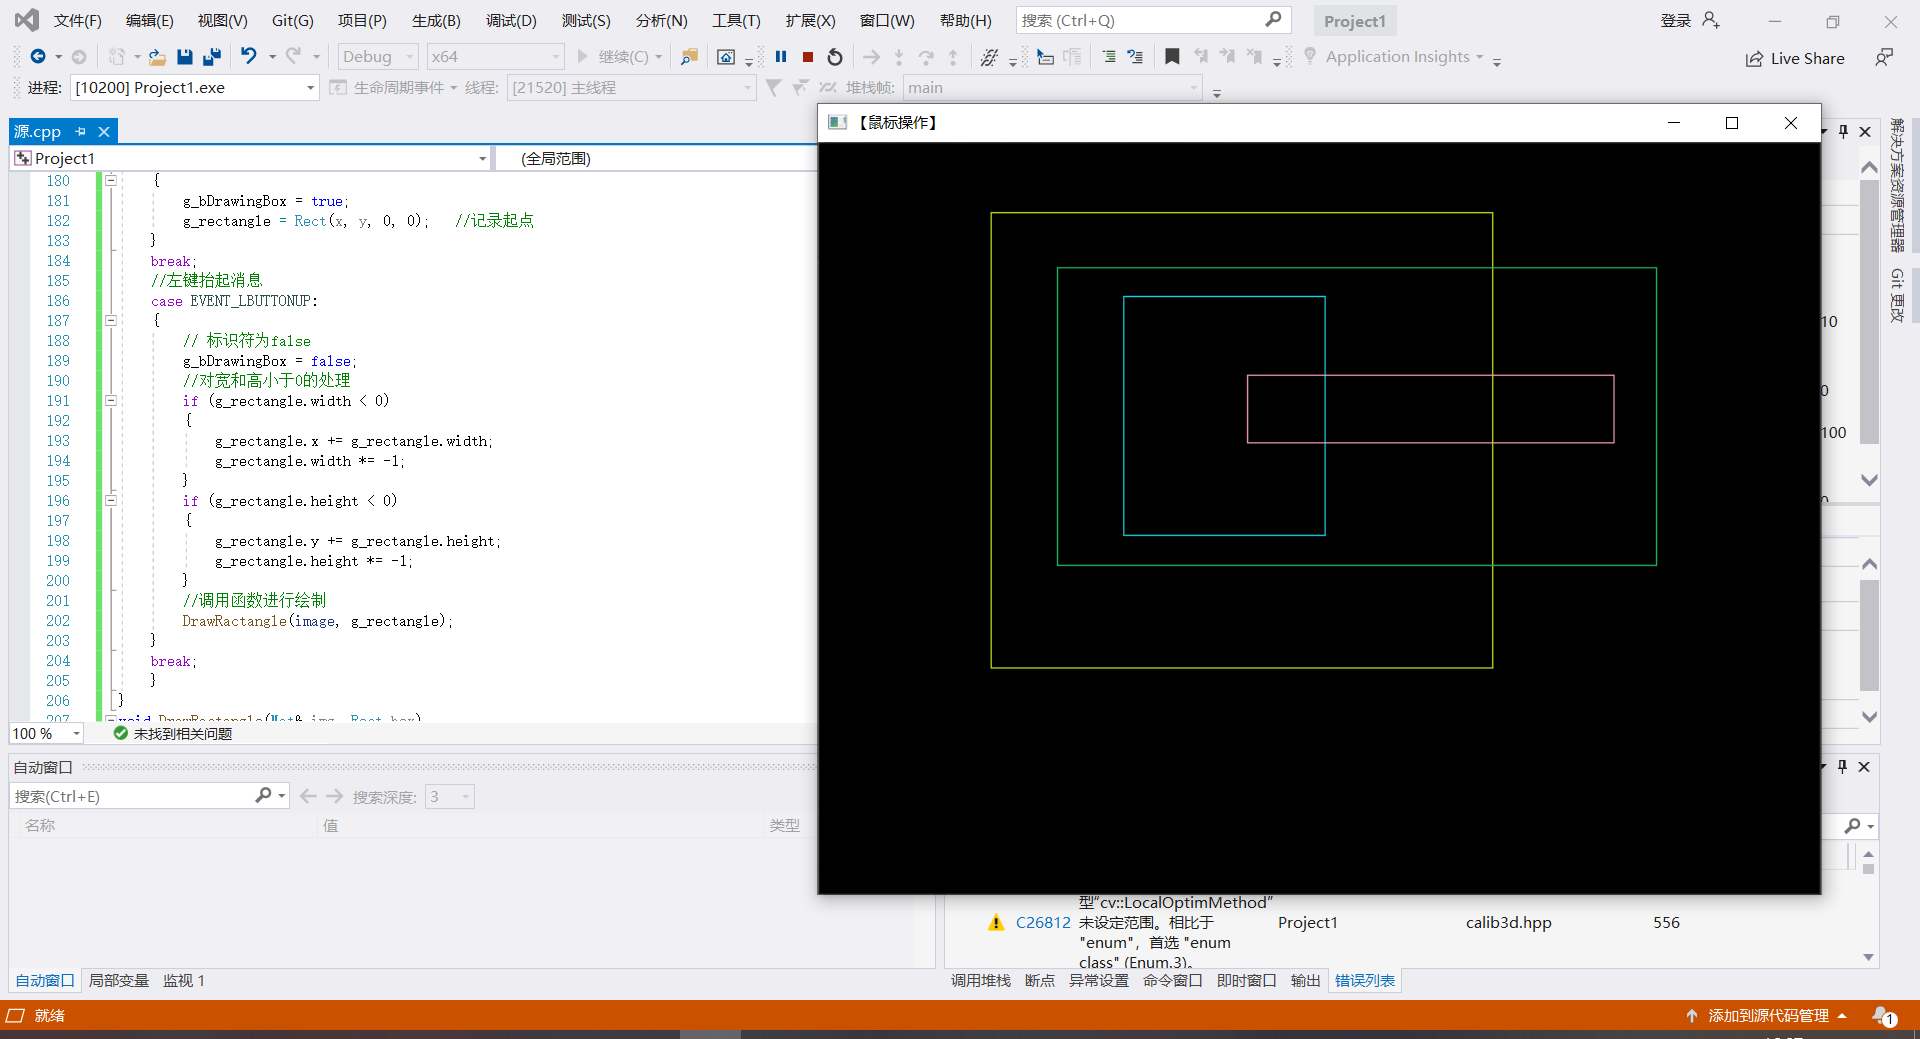 文件(F) 编辑(E) 视图(V) Git(G) 项目(P) 生成(B) 调试(D) 测试(S) 分析(N) 工具(T) 扩展(X) 窗口(W) 帮助(H) 搜索 (Ctrl+Q) Project1 登录
Debug x64 继续(C) Application Insights Live Share
进程: [10200] Project1.exe 生命周期事件 线程: [21520] 主线程 堆栈帧: main
源.cpp
Project1 (全局范围)
180 {
181 g_bDrawingBox = true;
182 g_rectangle = Rect(x, y, 0, 0); //记录起点
183 }
184 break;
185 //左键抬起消息
186 case EVENT_LBUTTONUP:
187 {
188 // 标识符为false
189 g_bDrawingBox = false;
190 //对宽和高小于0的处理
191 if (g_rectangle.width < 0)
192 {
193 g_rectangle.x += g_rectangle.width;
194 g_rectangle.width *= -1;
195 }
196 if (g_rectangle.height < 0)
197 {
198 g_rectangle.y += g_rectangle.height;
199 g_rectangle.height *= -1;
200 }
201 //调用函数进行绘制
202 DrawRactangle(image, g_rectangle);
203 }
204 break;
205 }
206 }
207 void DrawRactangle(Mat& img, Rect box)
100 % 未找到相关问题
【鼠标操作】
解决方案资源管理器
Git 更改
10
0
100
0
自动窗口
搜索(Ctrl+E) 搜索深度: 3
名称 值 类型
型“cv::LocalOptimMethod”
C26812 未设定范围。相比于 Project1 calib3d.hpp 556
"enum"，首选 "enum
class" (Enum.3)。
自动窗口 局部变量 监视 1
调用堆栈 断点 异常设置 命令窗口 即时窗口 输出 错误列表
就绪 添加到源代码管理 1